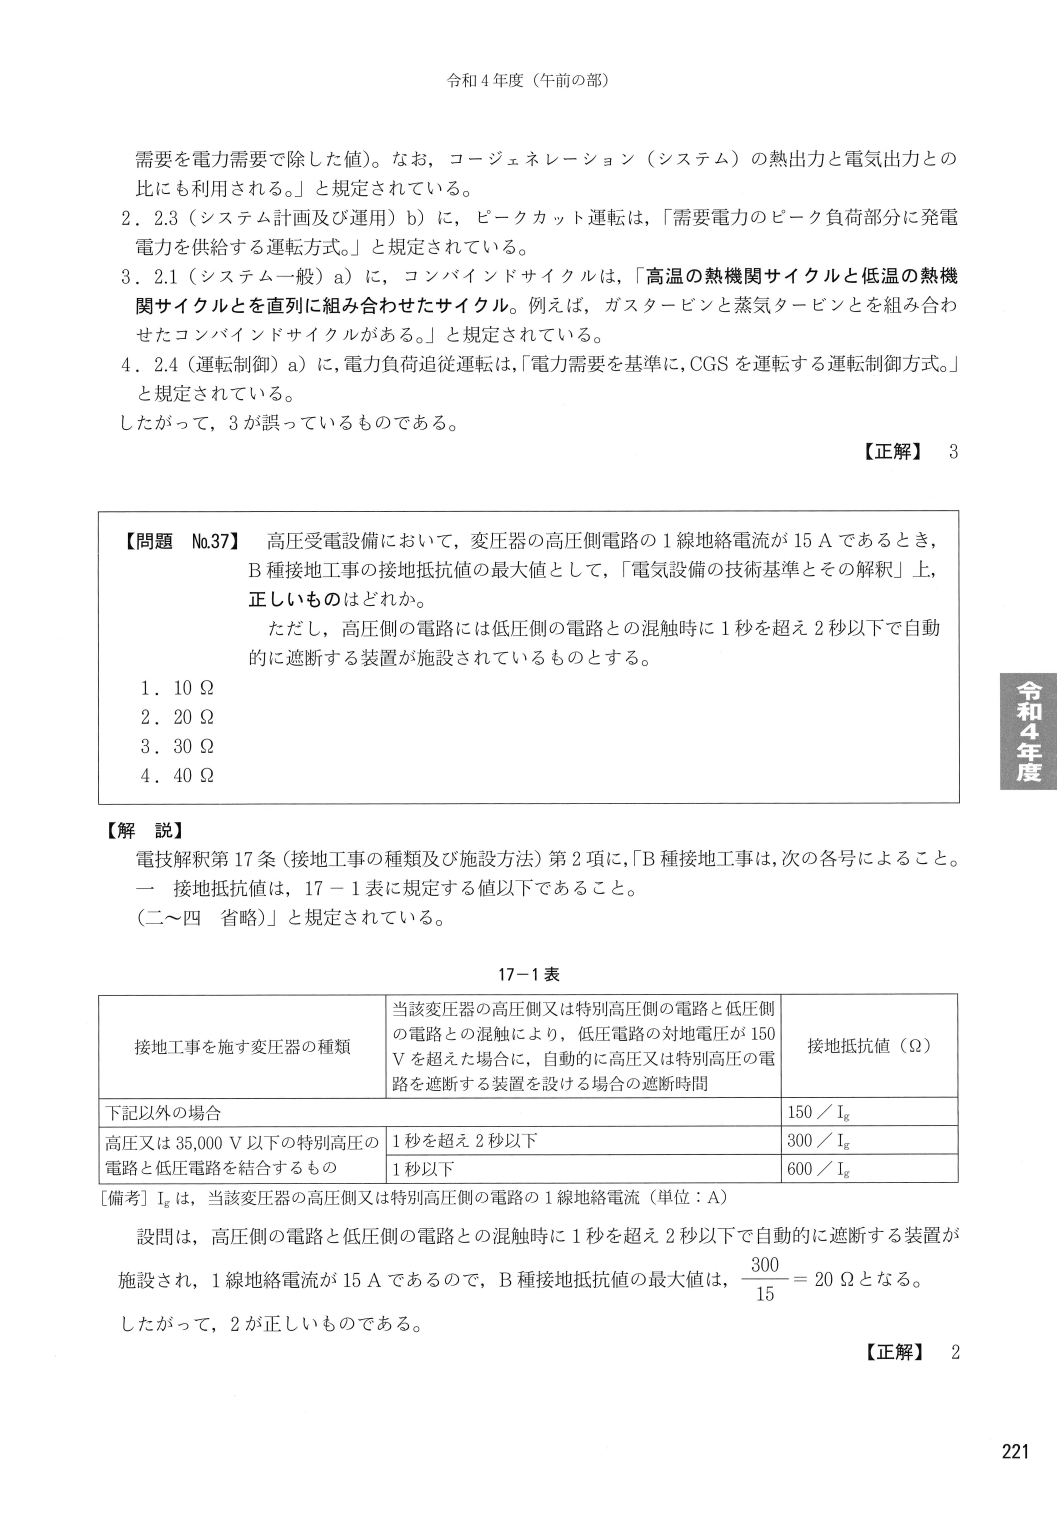 令和4年度（午前の部）
需要を電力需要で除した値）。なお，コージェネレーション（システム）の熱出力と電気出力との
比にも利用される。」と規定されている。
2．2.3（システム計画及び運用）b）に，ピークカット運転は，「需要電力のピーク負荷部分に発電
電力を供給する運転方式。」と規定されている。
3．2.1（システム一般）a）に，コンバインドサイクルは，「高温の熱機関サイクルと低温の熱機
関サイクルとを直列に組み合わせたサイクル。例えば，ガスタービンと蒸気タービンとを組み合わ
せたコンバインドサイクルがある。」と規定されている。
4．2.4（運転制御）a）に，電力負荷追従運転は，「電力需要を基準に，CGSを運転する運転制御方式。」
と規定されている。
したがって，3が誤っているものである。
【正解】 3
【問題 No.37】 高圧受電設備において，変圧器の高圧側電路の1線地絡電流が15 Aであるとき，
B種接地工事の接地抵抗値の最大値として，「電気設備の技術基準とその解釈」上，
正しいものはどれか。
ただし，高圧側の電路には低圧側の電路との混触時に1秒を超え2秒以下で自動
的に遮断する装置が施設されているものとする。
1．10 Ω
2．20 Ω
3．30 Ω
4．40 Ω
令和4年度
【解 説】
電技解釈第17条（接地工事の種類及び施設方法）第2項に，「B種接地工事は，次の各号によること。
一 接地抵抗値は，17－1表に規定する値以下であること。
（二～四 省略）」と規定されている。
17－1表
接地工事を施す変圧器の種類
当該変圧器の高圧側又は特別高圧側の電路と低圧側
の電路との混触により，低圧電路の対地電圧が150
Vを超えた場合に，自動的に高圧又は特別高圧の電
路を遮断する装置を設ける場合の遮断時間
接地抵抗値（Ω）
下記以外の場合 150／Ig
高圧又は35,000 V以下の特別高圧の
電路と低圧電路を結合するもの
1秒を超え2秒以下 300／Ig
1秒以下 600／Ig
［備考］Igは，当該変圧器の高圧側又は特別高圧側の電路の1線地絡電流（単位：A）
設問は，高圧側の電路と低圧側の電路との混触時に1秒を超え2秒以下で自動的に遮断する装置が
施設され，1線地絡電流が15 Aであるので，B種接地抵抗値の最大値は，300/15＝20 Ωとなる。
したがって，2が正しいものである。
【正解】 2
221